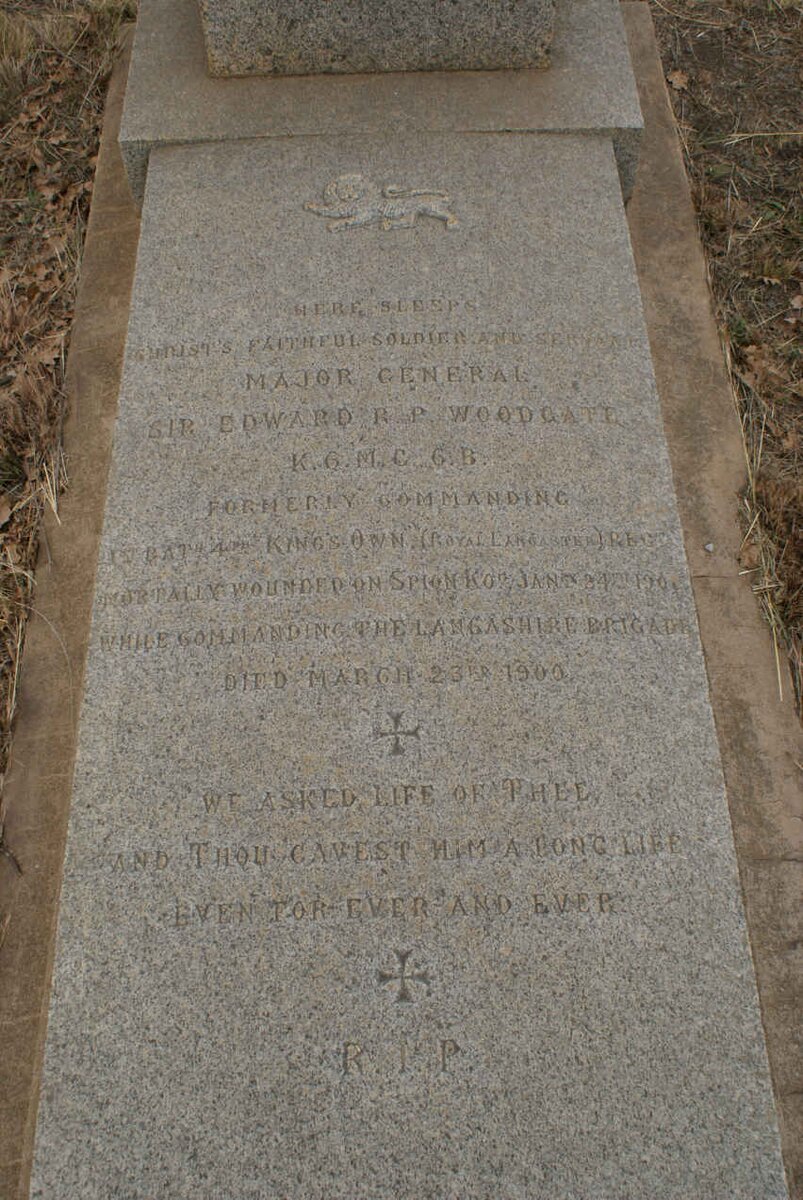 HERE SLEEPS
CHRIST'S FAITHFUL SOLDIER AND SERVANT
MAJOR GENERAL
SIR EDWARD R. P. WOODGATE
K.C.M.G. C.B.
FORMERLY COMMANDING
1ST BATTN 4TH KING'S OWN (ROYAL LANCASTER) REGT
MORTALLY WOUNDED ON SPION KOP JANRY 24TH 1900
WHILE COMMANDING THE LANCASHIRE BRIGADE
DIED MARCH 23RD 1900
WE ASKED LIFE OF THEE
AND THOU GAVEST HIM A LONG LIFE
EVEN FOR EVER AND EVER
R I P